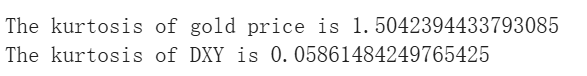 The kurtosis of gold price is 1.5042394433793085
The kurtosis of DXY is 0.05861484249765425